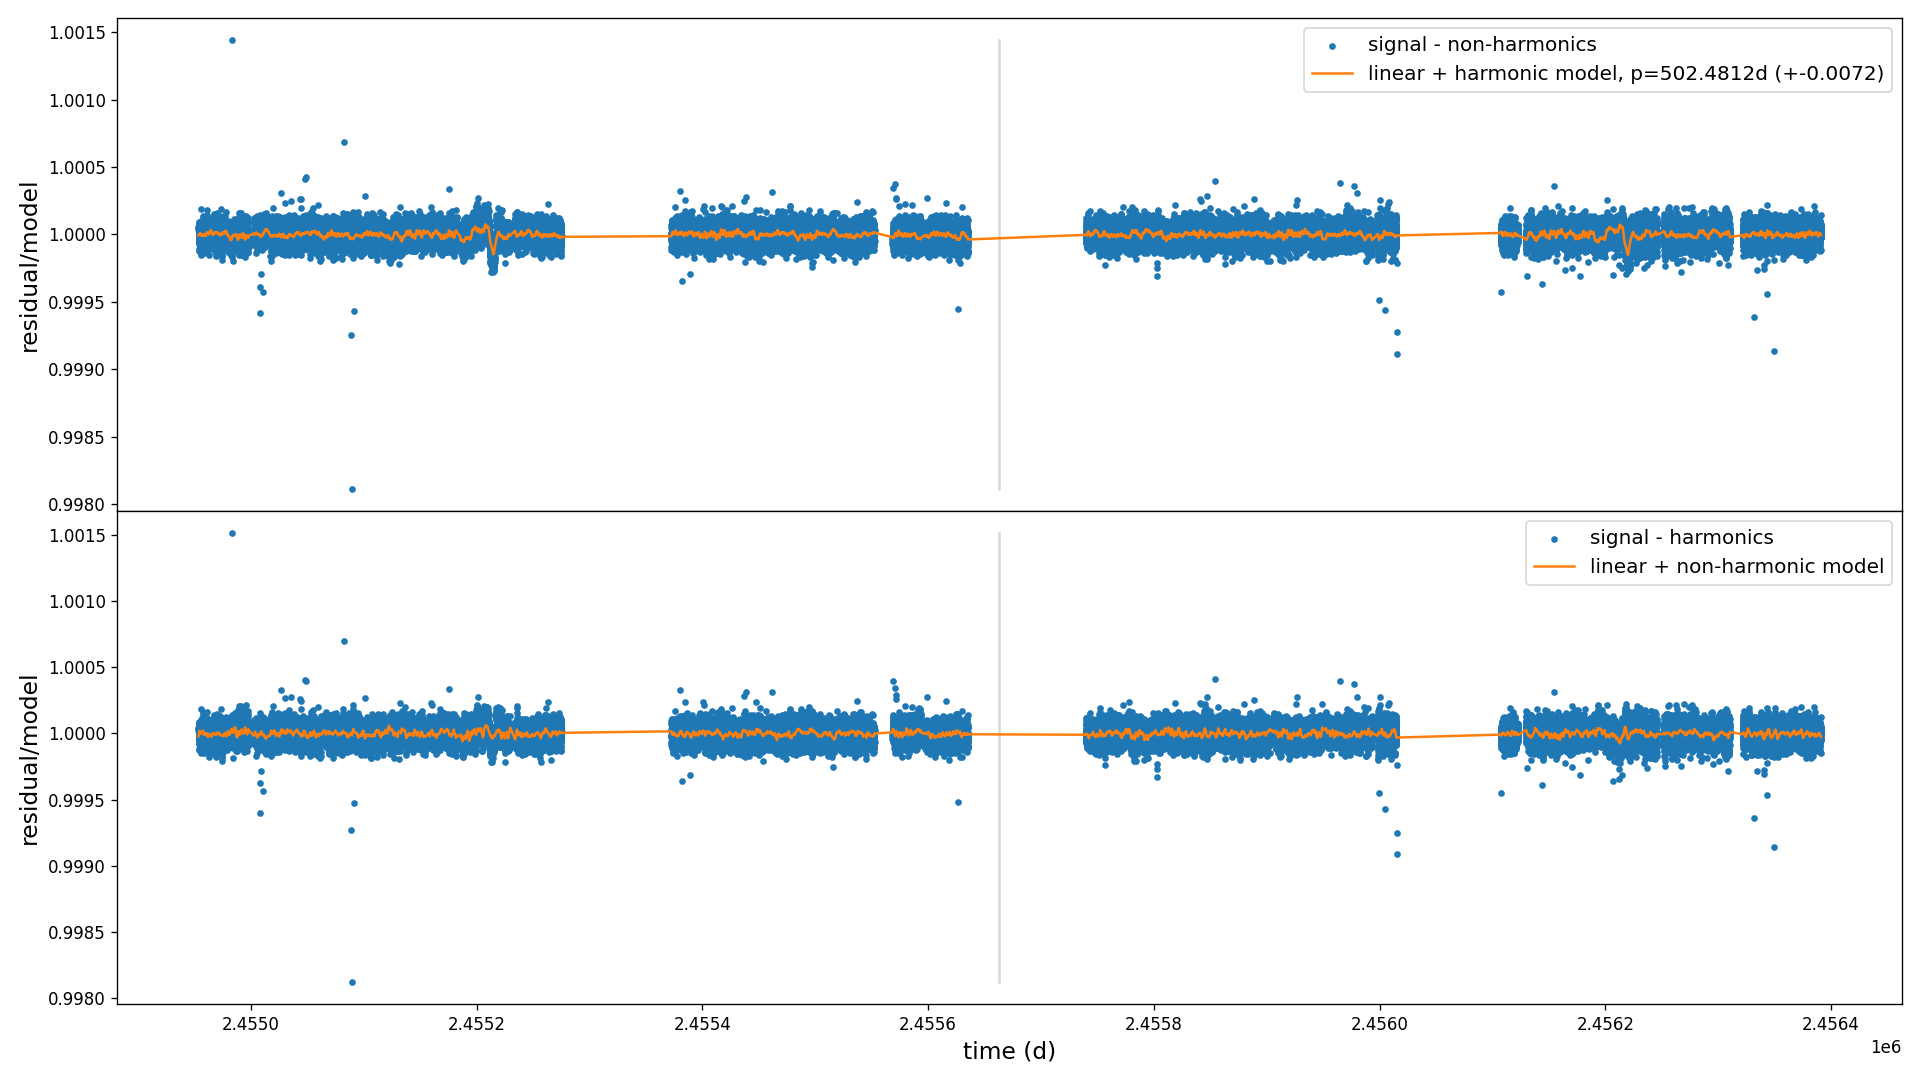 1.0015
1.0010
1.0005
1.0000
0.9995
0.9990
0.9985
0.9980
residual/model
signal - non-harmonics
linear + harmonic model, p=502.4812d (+-0.0072)
1.0015
1.0010
1.0005
1.0000
0.9995
0.9990
0.9985
0.9980
residual/model
signal - harmonics
linear + non-harmonic model
2.4550 2.4552 2.4554 2.4556 2.4558 2.4560 2.4562 2.4564
1e6
time (d)